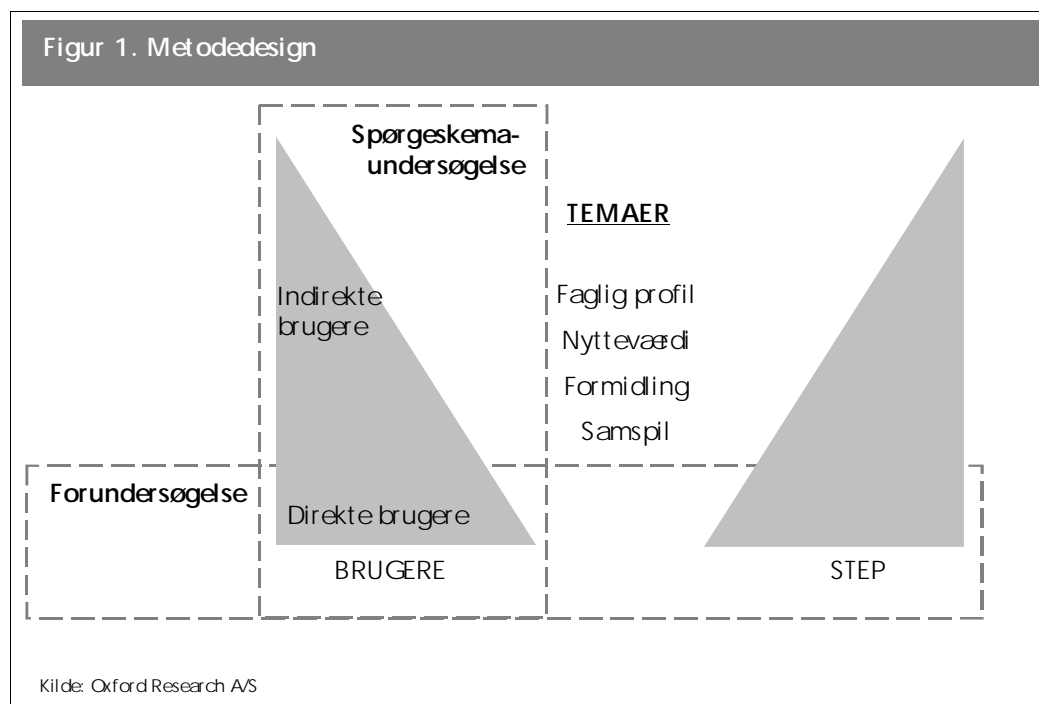 Figur 1. Metodedesign
Spørgeskema-
undersøgelse
TEMAER
Indirekte
brugere
Faglig profil
Nytteværdi
Formidling
Samspil
Forundersøgelse
Direkte brugere
BRUGERE
STEP
Kilde: Oxford Research A/S